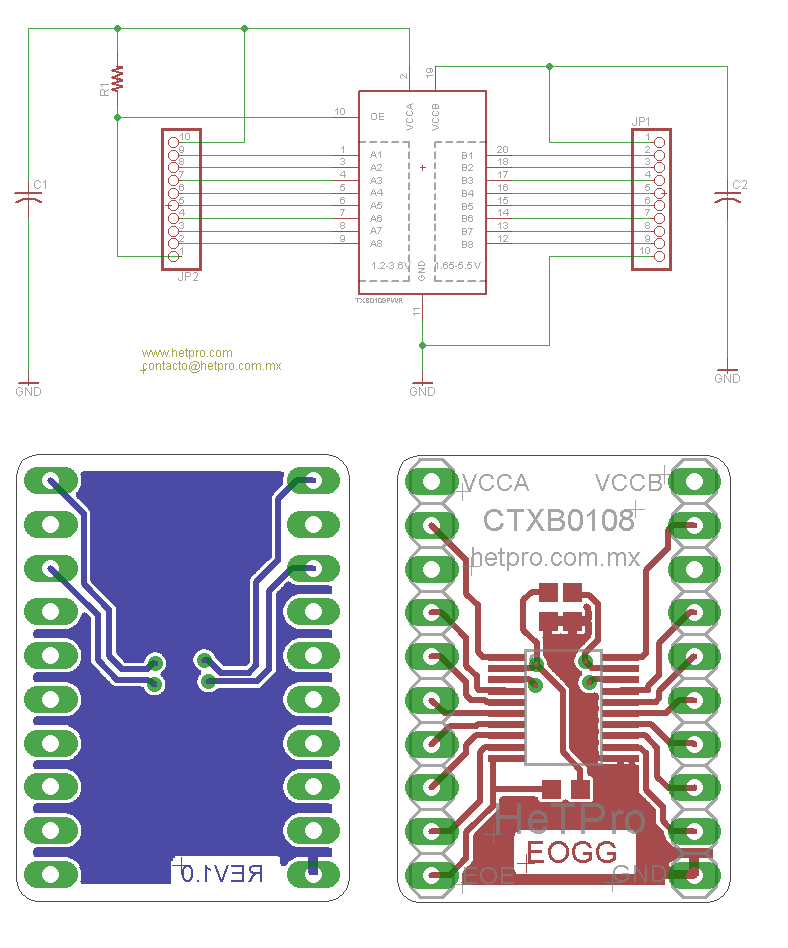 2
19
R1
10
OE
VCCA
VCCB
JP1
10
9
8
7
6
5
4
3
2
1
1
3
4
5
6
7
8
9
A1
A2
A3
A4
A5
A6
A7
A8
B1
B2
B3
B4
B5
B6
B7
B8
20
18
17
16
15
14
13
12
1
2
3
4
5
6
7
8
9
10
C1
C2
1.2-3.6V
GND
1.65-5.5V
JP2
TXB0108PWR
11
www.hetpro.com
contacto@hetpro.com.mx
GND
GND
GND
VCCA
VCCB
CTXB0108
hetpro.com.mx
HeTPro
EOGG
REV1.0
EOE
GND